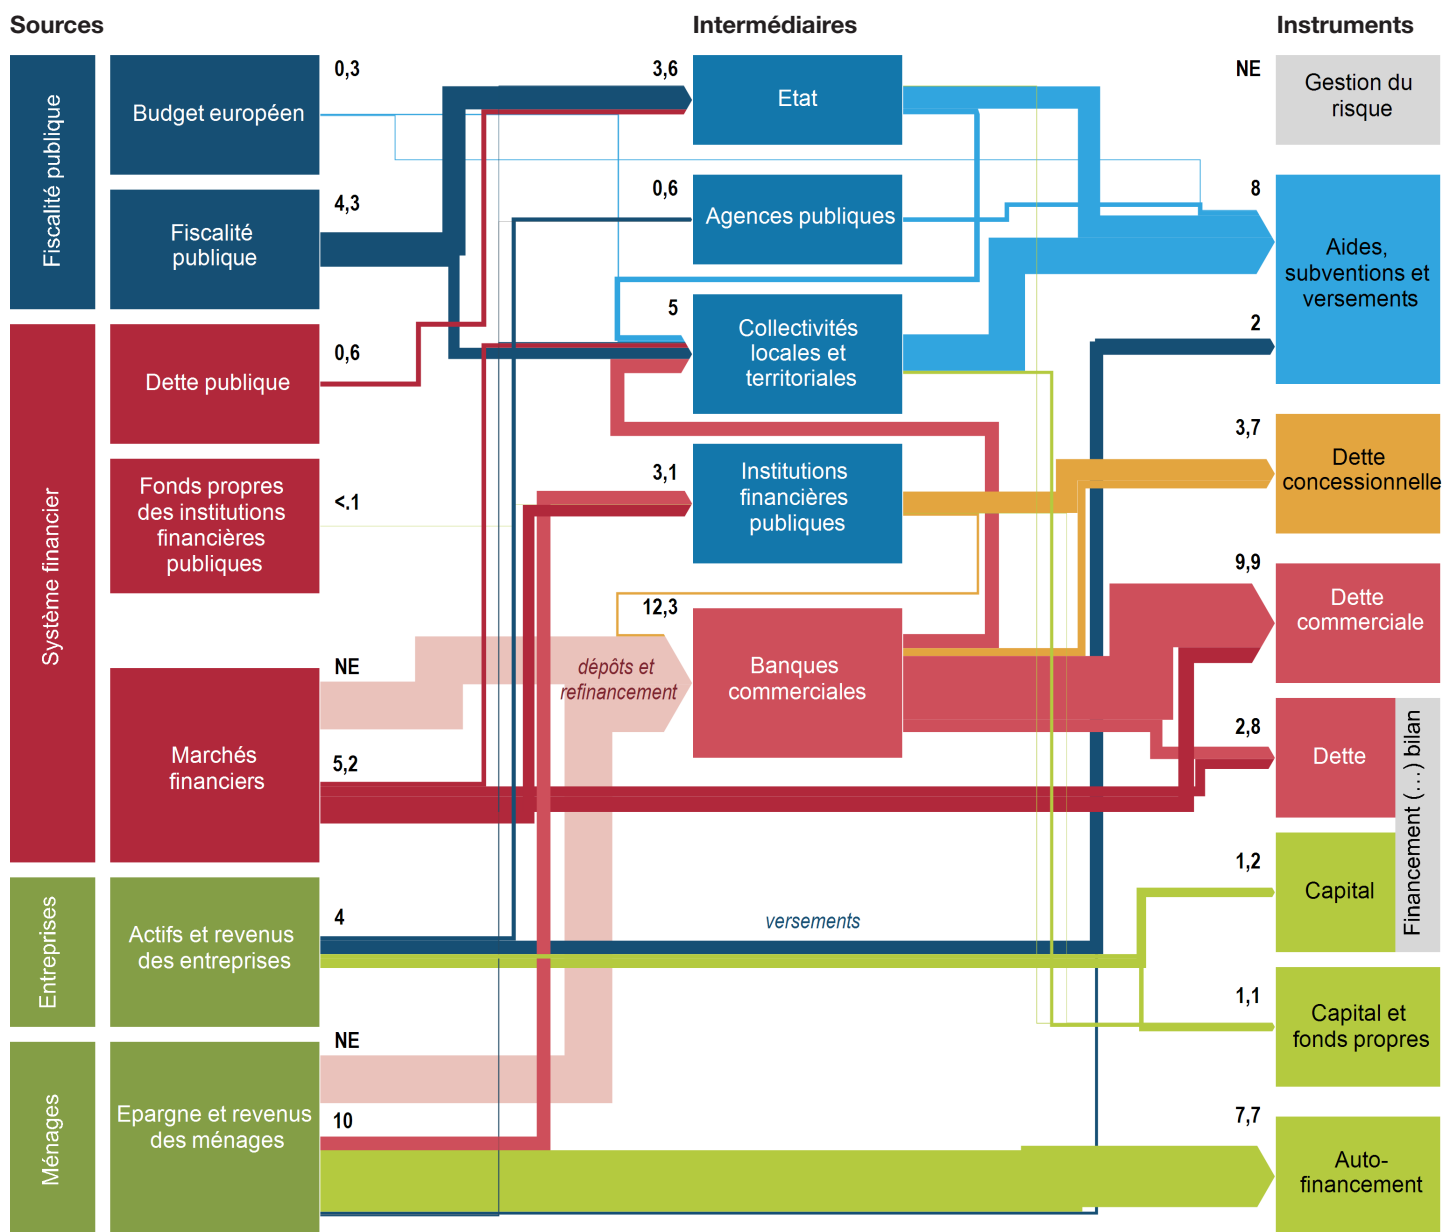 Sources
Intermédiaires
Instruments
Fiscalité publique
Budget européen
0,3
Fiscalité
publique
4,3
Système financier
Dette publique
0,6
Fonds propres
des institutions
financières
publiques
<.1
Marchés
financiers
NE
5,2
Entreprises
Actifs et revenus
des entreprises
4
Ménages
Epargne et revenus
des ménages
NE
10
dépôts et
refinancement
versements
3,6
Etat
0,6
Agences publiques
5
Collectivités
locales et
territoriales
3,1
Institutions
financières
publiques
12,3
Banques
commerciales
NE
Gestion du
risque
8
Aides,
subventions et
versements
2
3,7
Dette
concessionnelle
9,9
Dette
commerciale
2,8
Dette
Financement (…) bilan
1,2
Capital
1,1
Capital et
fonds propres
7,7
Auto-
financement